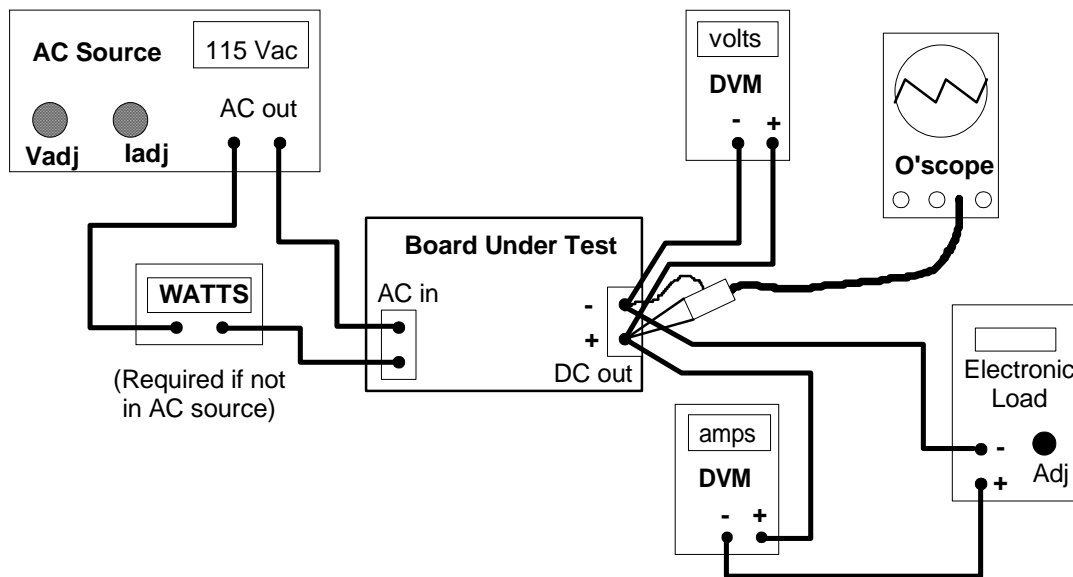 AC Source
115 Vac
AC out
Vadj
Iadj
WATTS
(Required if not
in AC source)
Board Under Test
AC in
-
+
DC out
volts
DVM
- +
O'scope
amps
DVM
- +
Electronic
Load
-
+
Adj